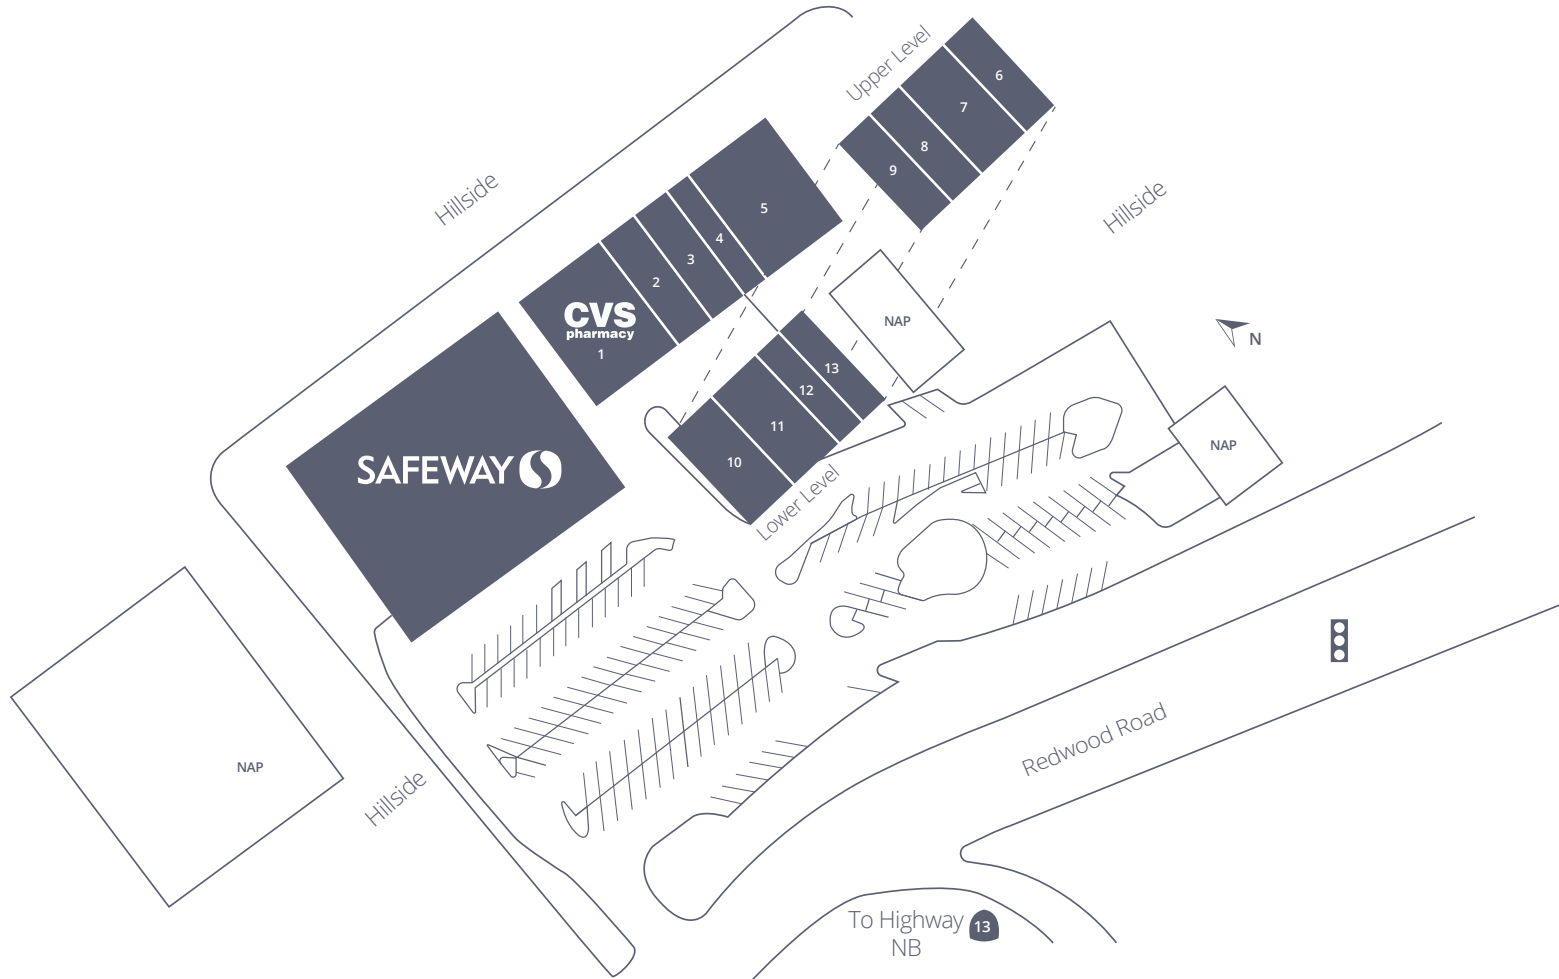 Upper Level
6
7
8
9
Hillside
5
4
3
2
CVS
pharmacy
1
Hillside
NAP
N
13
12
11
10
NAP
SAFEWAY
Lower Level
NAP
Hillside
Redwood Road
To Highway 13
NB